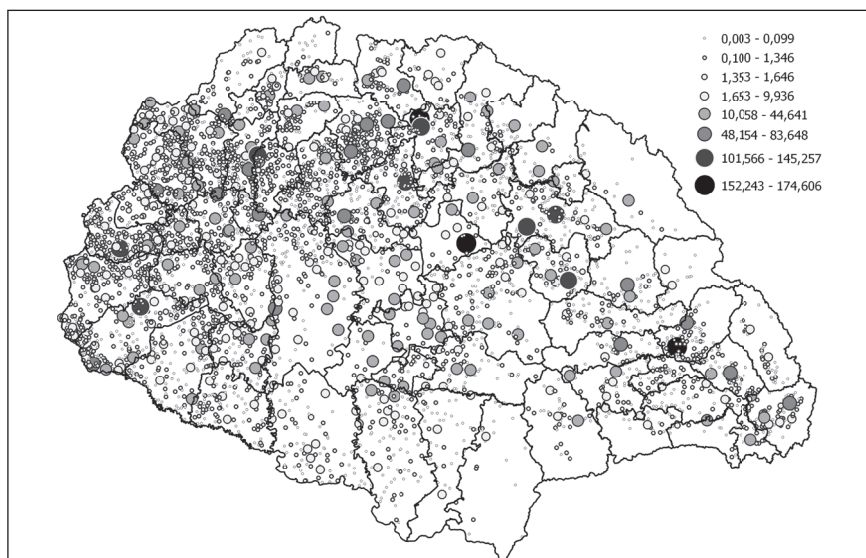 0,003 - 0,099
0,100 - 1,346
1,353 - 1,646
1,653 - 9,936
10,058 - 44,641
48,154 - 83,648
101,566 - 145,257
152,243 - 174,606